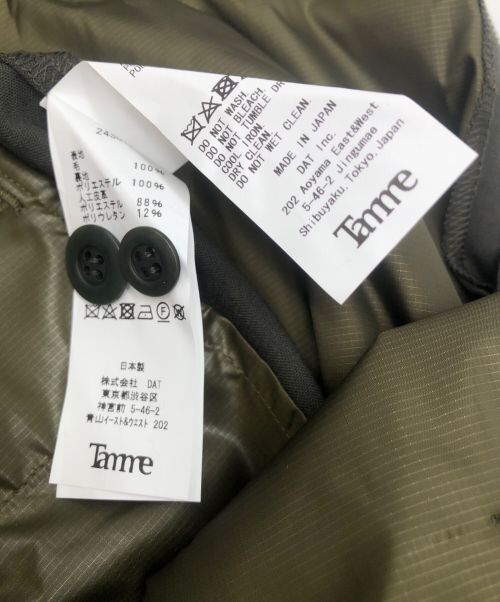 表地
毛 100%
裏地
ポリエステル 100%
人工皮革
ポリエステル 88%
ポリウレタン 12%
日本製
株式会社 DAT
東京都渋谷区
神宮前 5-46-2
青山イースト&ウエスト 202
Tamme
DO NOT WASH.
DO NOT BLEACH.
DO NOT TUMBLE
COOL IRON.
DRY CLEAN.
DO NOT WET CLEAN.
MADE IN JAPAN
DAT Inc.
202 Aoyama East&West
5-46-2 Jingumae
Shibuyaku, Tokyo, Japan
Tamme